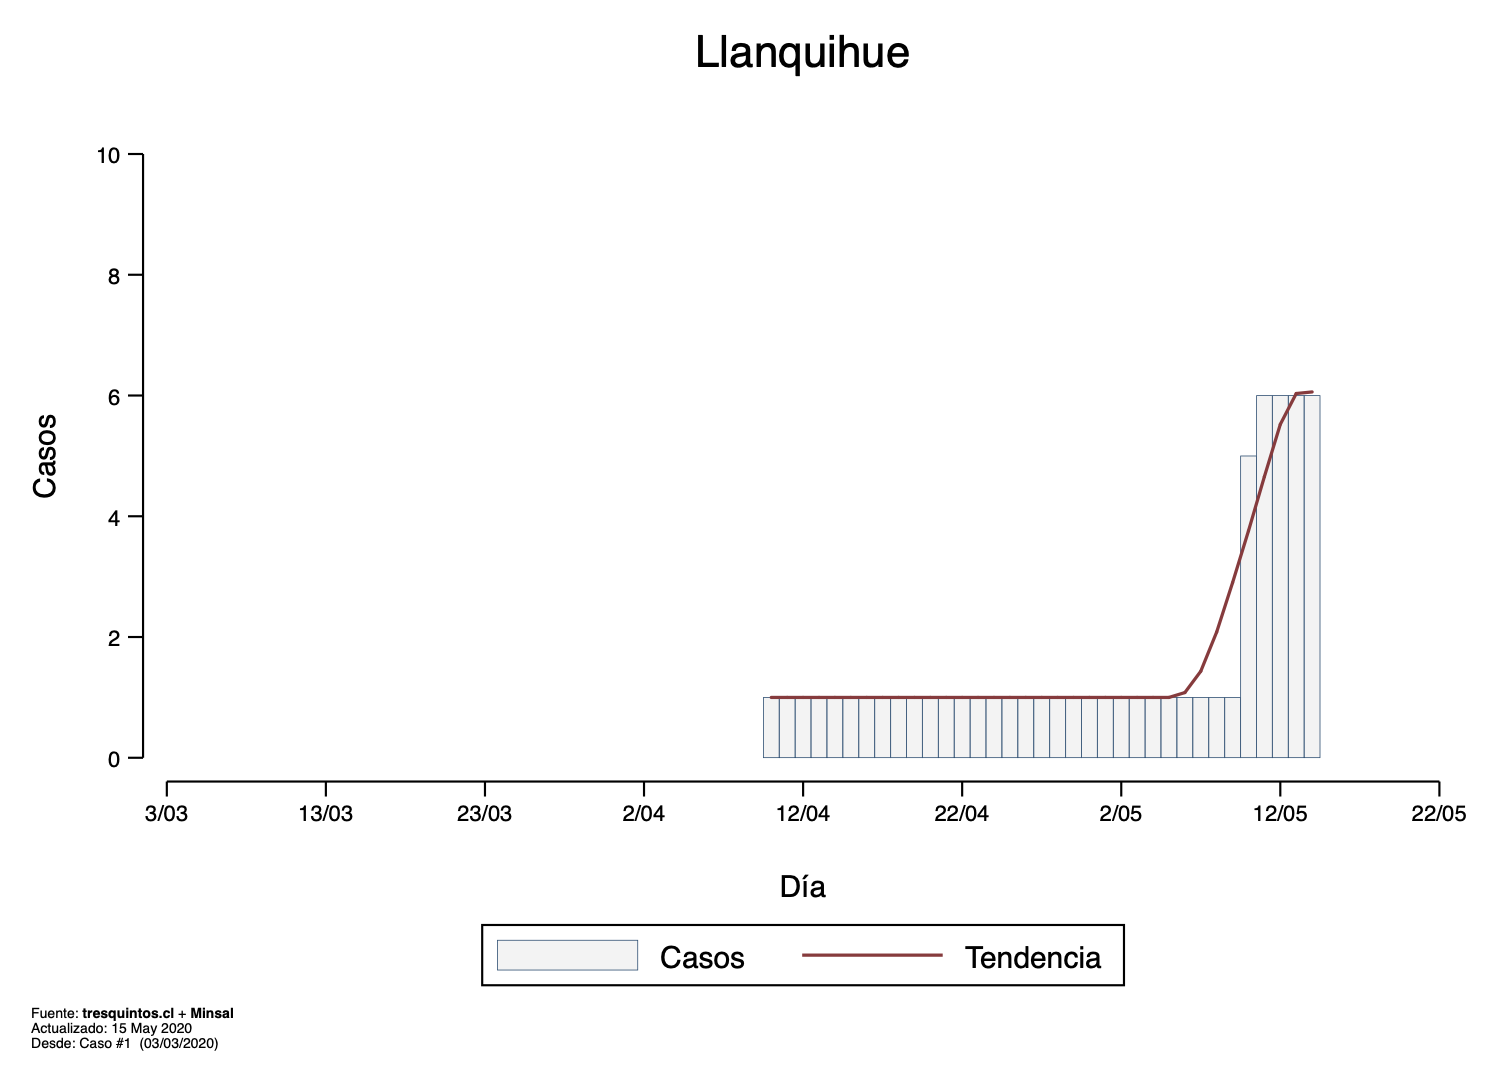 Llanquihue
10
8
6
4
2
0
Casos
3/03 13/03 23/03 2/04 12/04 22/04 2/05 12/05 22/05
Día
Casos Tendencia
Fuente: tresquintos.cl + Minsal
Actualizado: 15 May 2020
Desde: Caso #1 (03/03/2020)